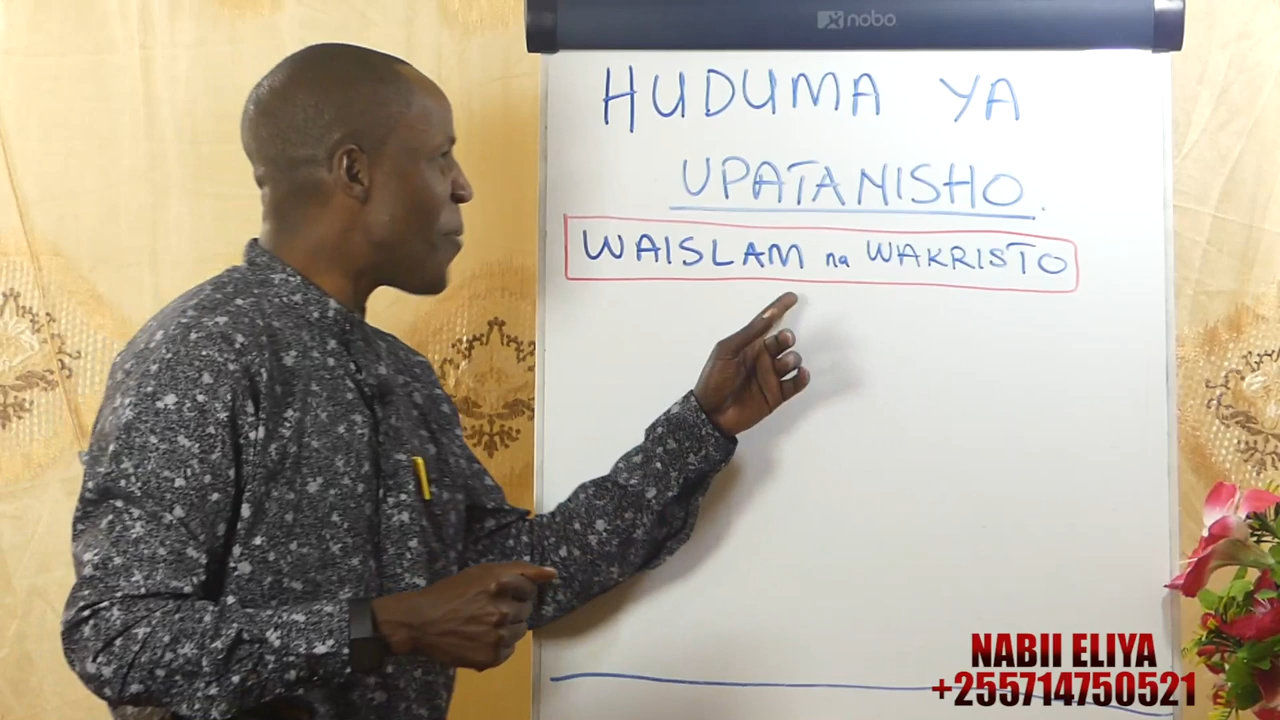 nobo
HUDUMA YA
UPATANISHO.
WAISLAM na WAKRISTO
NABII ELIYA
+255714750521